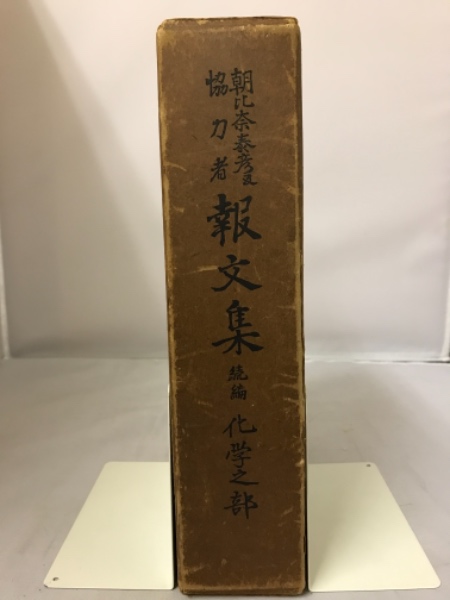 朝比奈泰彦及
協力者
報文集
続編
化学之部